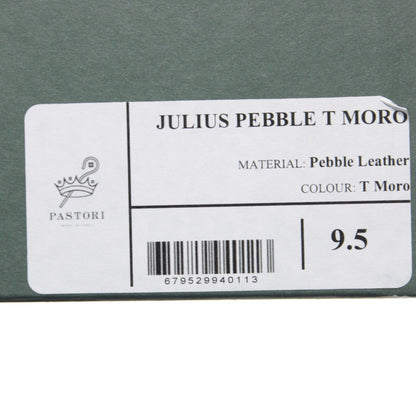 JULIUS PEBBLE T MORO
MATERIAL: Pebble Leather
COLOUR: T Moro
PASTORI
679529940113
9.5